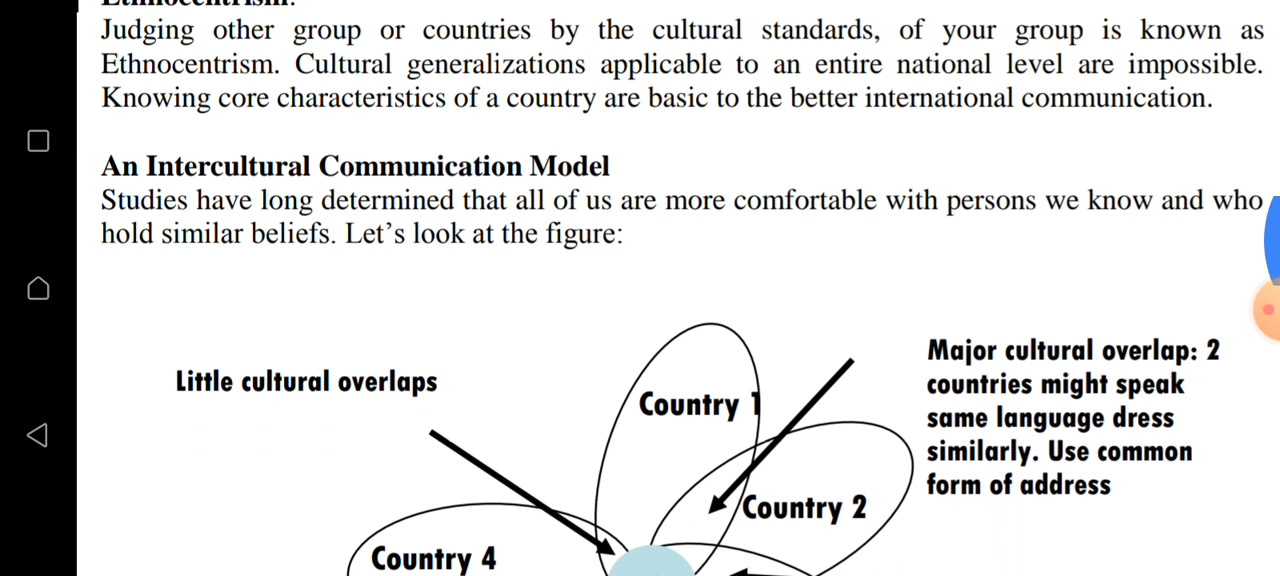 Ethnocentrism:
Judging other group or countries by the cultural standards, of your group is known as
Ethnocentrism. Cultural generalizations applicable to an entire national level are impossible.
Knowing core characteristics of a country are basic to the better international communication.
An Intercultural Communication Model
Studies have long determined that all of us are more comfortable with persons we know and who
hold similar beliefs. Let’s look at the figure:
Little cultural overlaps
Country 1
Major cultural overlap: 2
countries might speak
same language dress
similarly. Use common
form of address
Country 2
Country 4